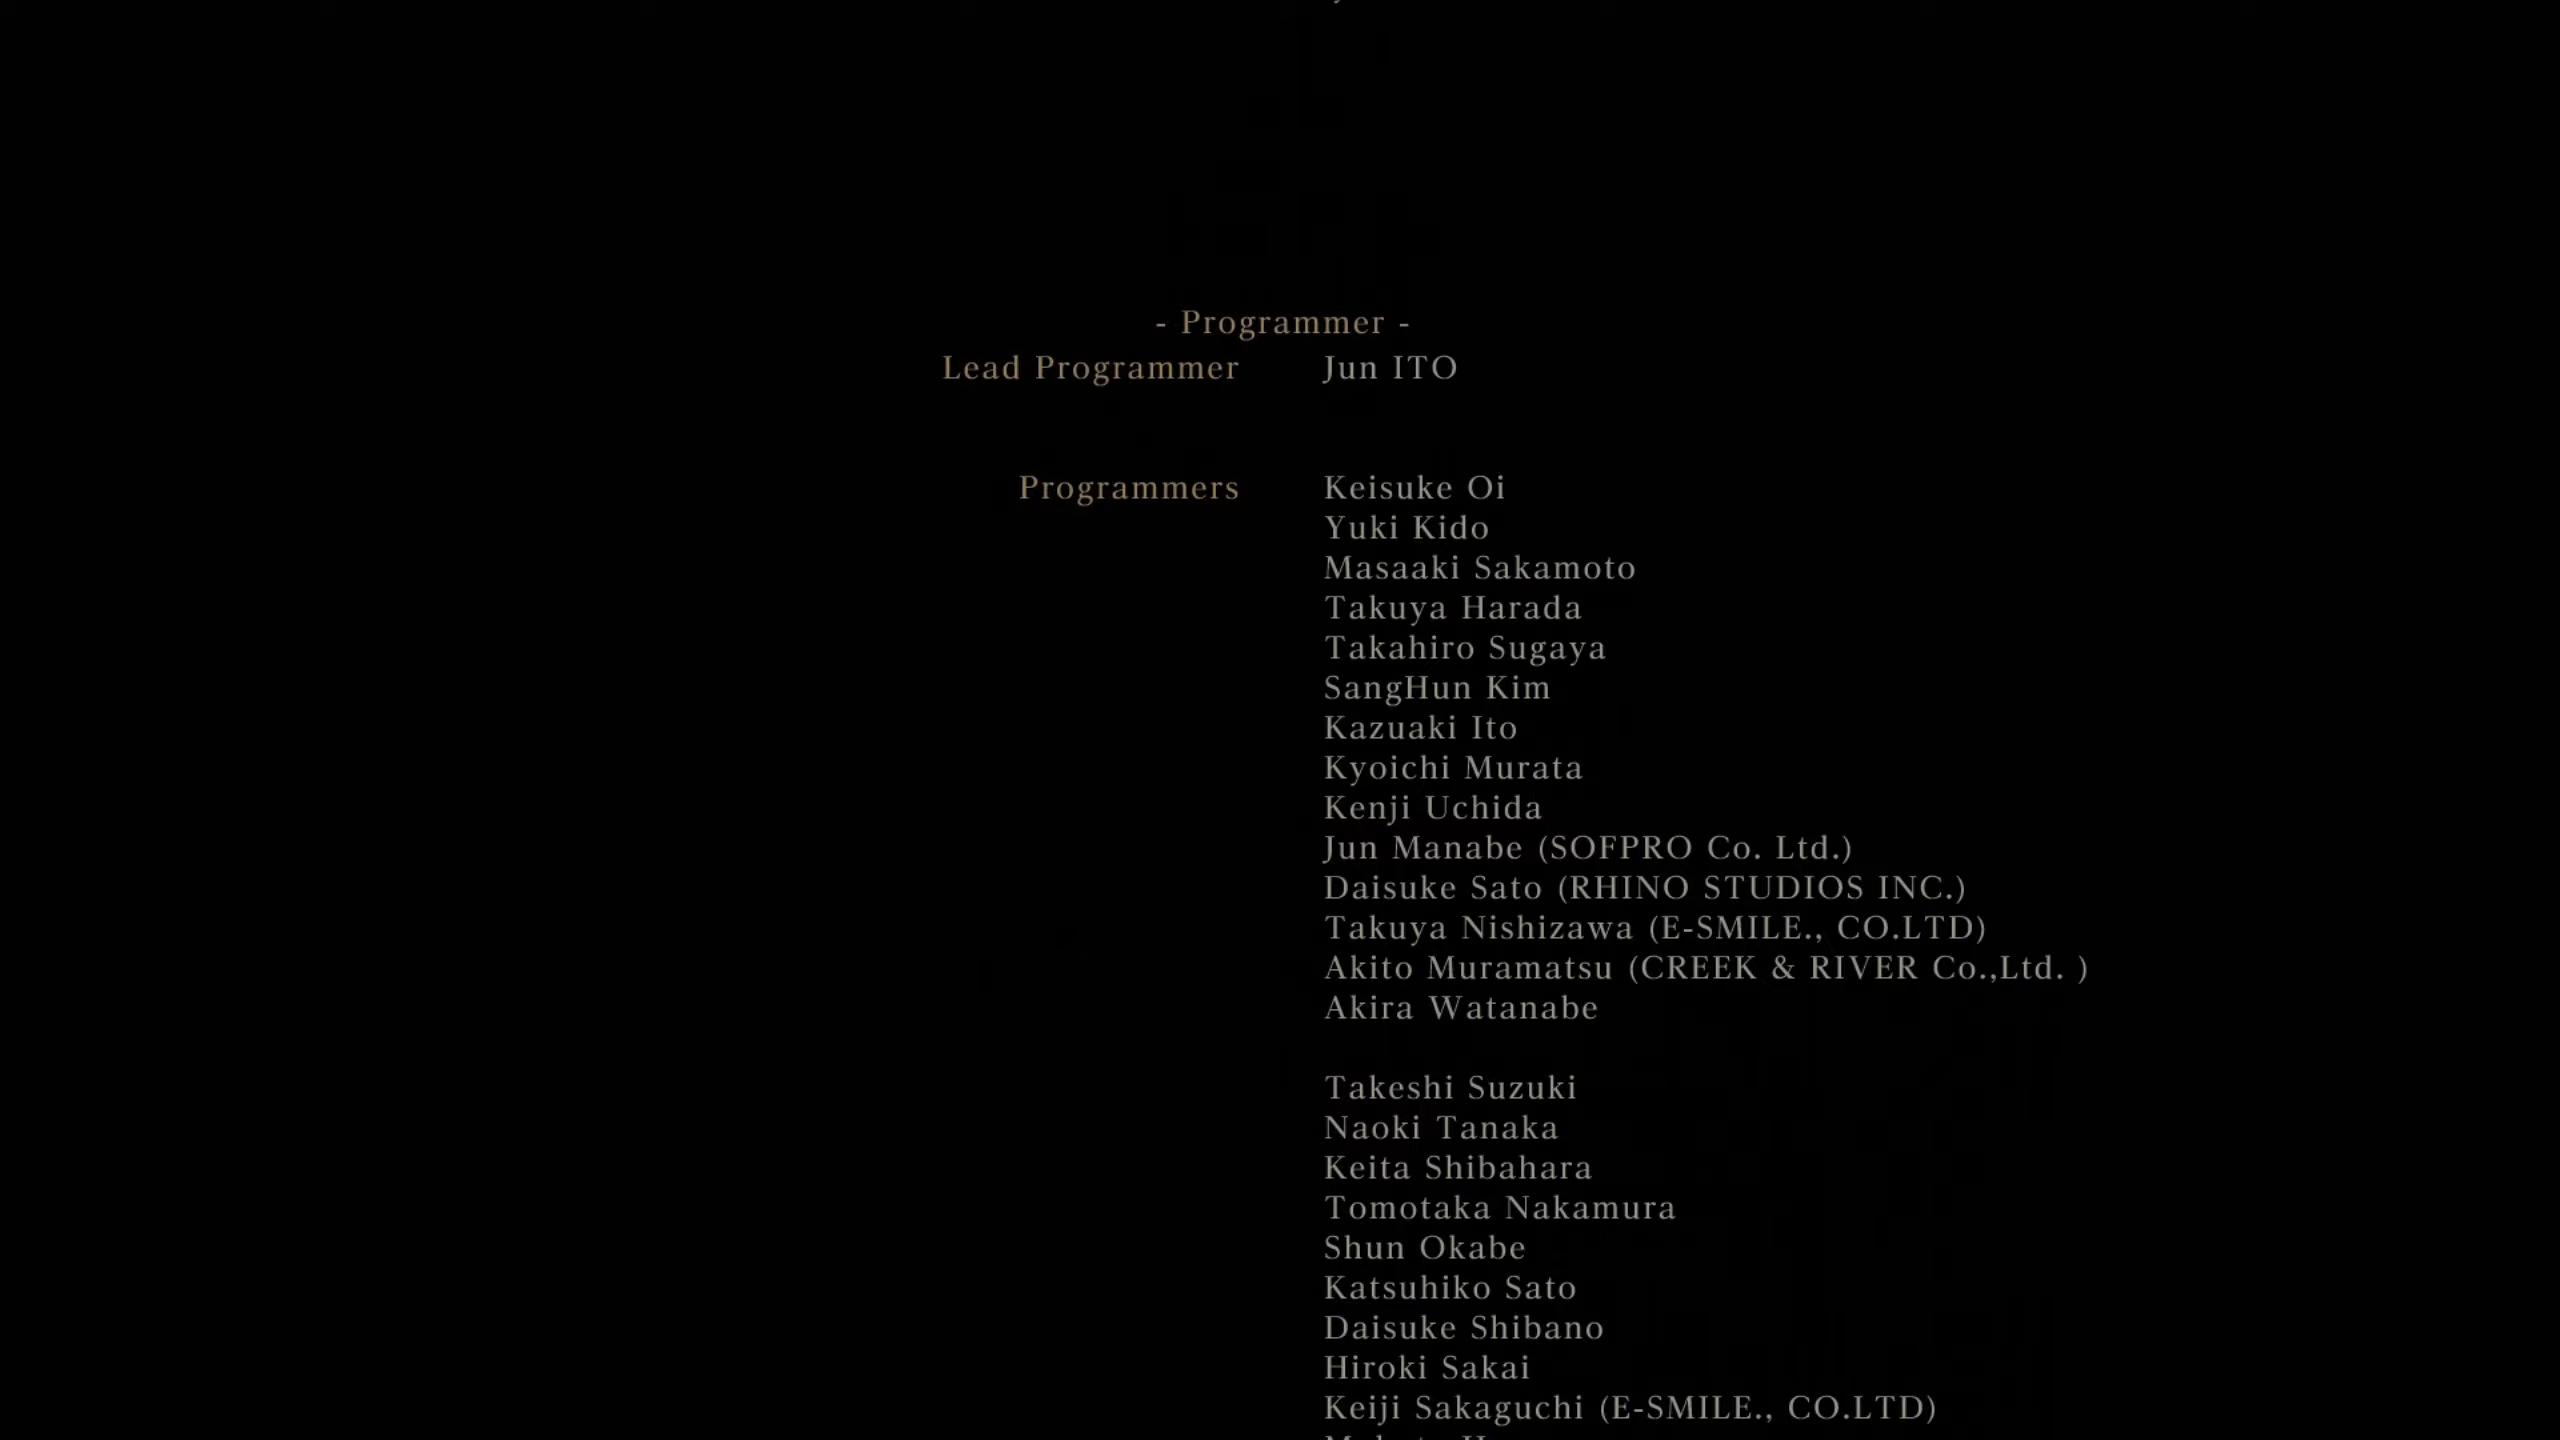 - Programmer -
Lead Programmer Jun ITO
Programmers Keisuke Oi
Yuki Kido
Masaaki Sakamoto
Takuya Harada
Takahiro Sugaya
SangHun Kim
Kazuaki Ito
Kyoichi Murata
Kenji Uchida
Jun Manabe (SOFPRO Co. Ltd.)
Daisuke Sato (RHINO STUDIOS INC.)
Takuya Nishizawa (E-SMILE., CO.LTD)
Akito Muramatsu (CREEK & RIVER Co.,Ltd. )
Akira Watanabe
Takeshi Suzuki
Naoki Tanaka
Keita Shibahara
Tomotaka Nakamura
Shun Okabe
Katsuhiko Sato
Daisuke Shibano
Hiroki Sakai
Keiji Sakaguchi (E-SMILE., CO.LTD)